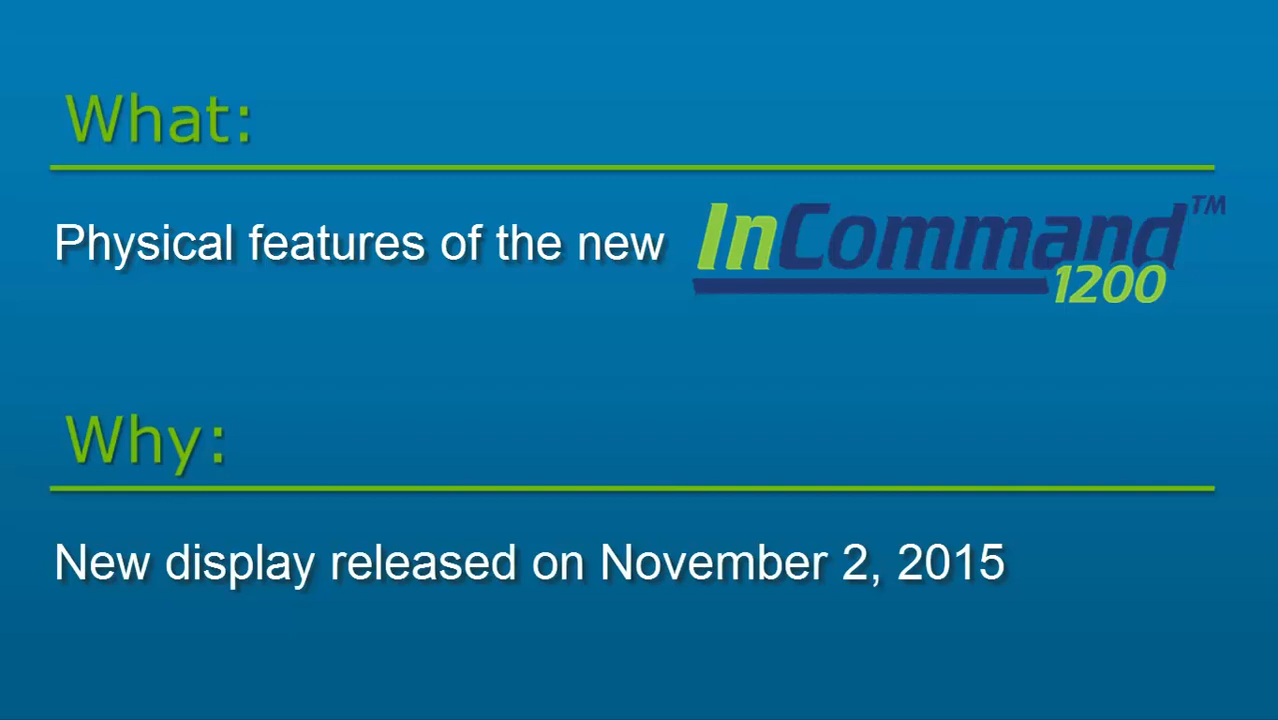 What:
Physical features of the new InCommand™ 1200
Why:
New display released on November 2, 2015